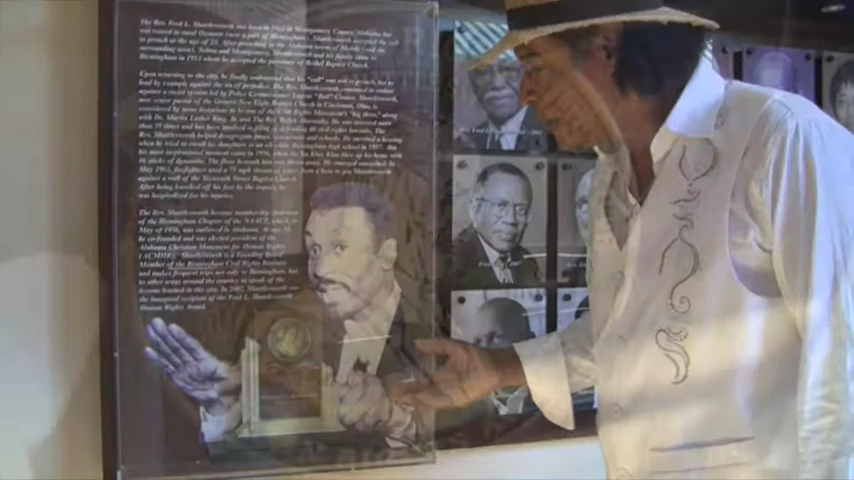 The Rev. Fred L. Shuttlesworth was born in 1922 in Montgomery County, Alabama but
was reared in rural Oxmoor (now a part of Birmingham). Shuttlesworth accepted the call
to preach at the age of 22. After preaching in the Alabama towns of Mobile (and the
surrounding area), Selma and Montgomery, Shuttlesworth and his family came to
Birmingham in 1953 when he accepted the pastorate of Bethel Baptist Church.
Upon returning to the city, he finally understood that his "call" was not to preach, but to
lead by example against the sin of prejudice. The Rev. Shuttlesworth continued to endure
against a racist system led by Police Commissioner Eugene "Bull" Connor. Shuttlesworth,
now senior pastor of the Greater New Light Baptist Church in Cincinnati, Ohio, is
considered by some historians to be one of the Civil Rights Movement's "big three," along
with Dr. Martin Luther King, Jr. and the Rev. Ralph Abernathy. He was arrested more
than 35 times and has been involved in filing or defending 40 civil rights lawsuits. The
Rev. Shuttlesworth helped desegregate parks, busses and schools. He survived a beating
when he tried to enroll his daughters in an all-white Birmingham high school in 1957. But
his most inspirational moment came in 1956, when the Ku Klux Klan blew up his home with
16 sticks of dynamite. The floor beneath him was blown away. He emerged unscathed. In
May 1963, firefighters used a 75 mph stream of water from a fire hose to push him
against a wall of the Sixteenth Street Baptist Church.
After being knocked off his feet by the impact, he
was hospitalized for his injuries.
The Rev. Shuttlesworth became membership chairman
of the Birmingham Chapter of the NAACP, which, in
May of 1956, was outlawed in Alabama. At age 34, he
co-founded and was elected president of the
Alabama Christian Movement for Human Rights
(ACMHR). Shuttlesworth is a founding Board
Member of the Birmingham Civil Rights Institute
and makes frequent trips not only to Birmingham, but
to other areas around the country to speak of the
lessons learned in this city. In 2002, Shuttlesworth was
the inaugural recipient of the Fred L. Shuttlesworth
Human Rights Award.